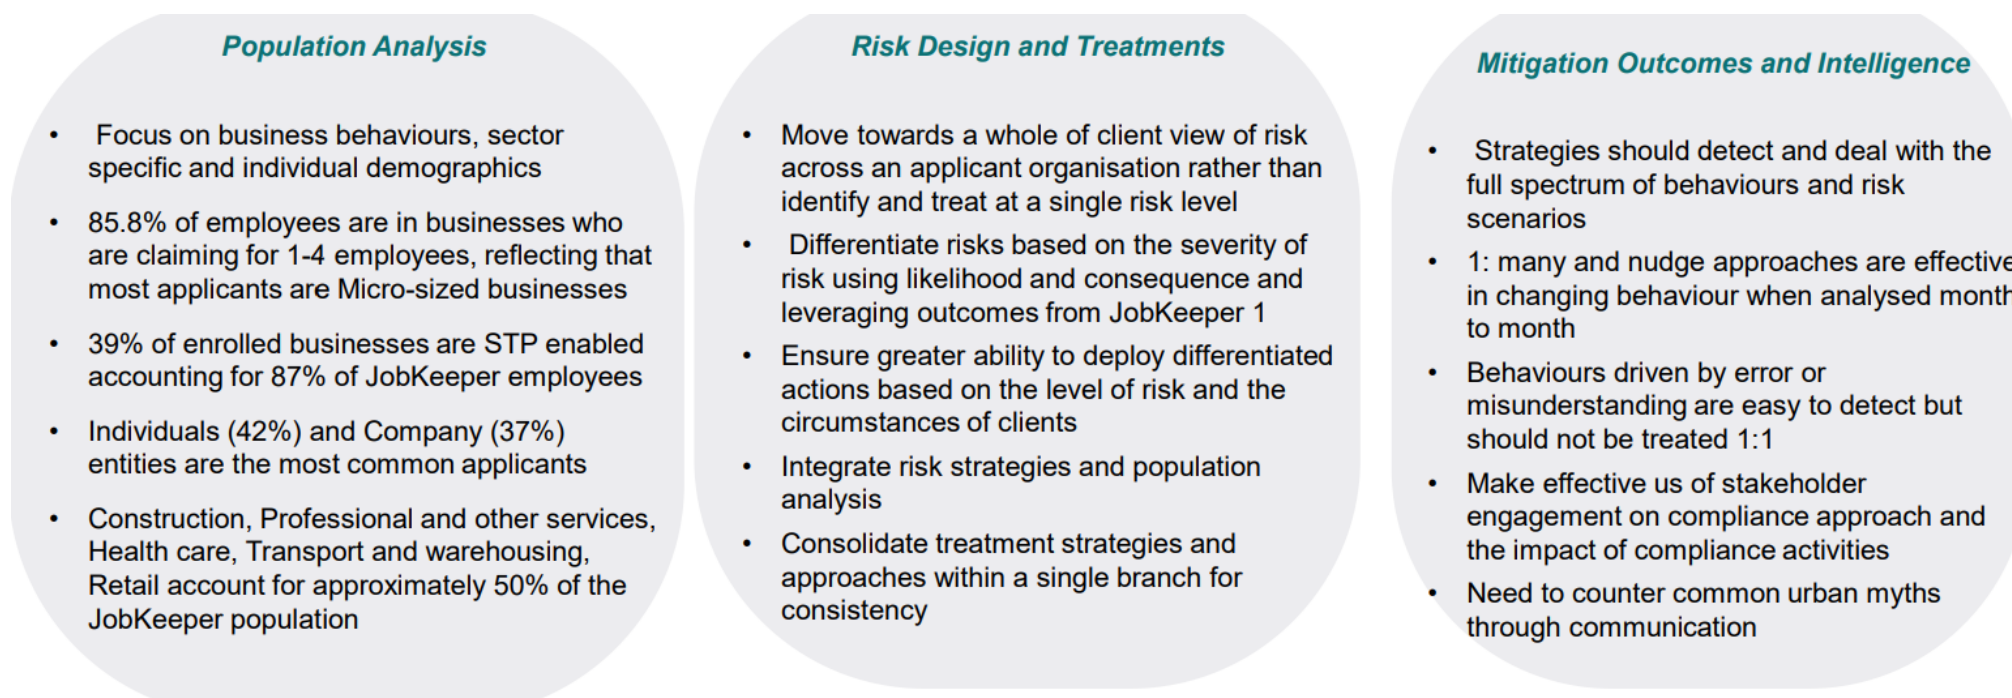 Population Analysis
• Focus on business behaviours, sector
specific and individual demographics
• 85.8% of employees are in businesses who
are claiming for 1-4 employees, reflecting that
most applicants are Micro-sized businesses
• 39% of enrolled businesses are STP enabled
accounting for 87% of JobKeeper employees
• Individuals (42%) and Company (37%)
entities are the most common applicants
• Construction, Professional and other services,
Health care, Transport and warehousing,
Retail account for approximately 50% of the
JobKeeper population
Risk Design and Treatments
• Move towards a whole of client view of risk
across an applicant organisation rather than
identify and treat at a single risk level
• Differentiate risks based on the severity of
risk using likelihood and consequence and
leveraging outcomes from JobKeeper 1
• Ensure greater ability to deploy differentiated
actions based on the level of risk and the
circumstances of clients
• Integrate risk strategies and population
analysis
• Consolidate treatment strategies and
approaches within a single branch for
consistency
Mitigation Outcomes and Intelligence
• Strategies should detect and deal with the
full spectrum of behaviours and risk
scenarios
• 1: many and nudge approaches are effective
in changing behaviour when analysed month
to month
• Behaviours driven by error or
misunderstanding are easy to detect but
should not be treated 1:1
• Make effective us of stakeholder
engagement on compliance approach and
the impact of compliance activities
• Need to counter common urban myths
through communication